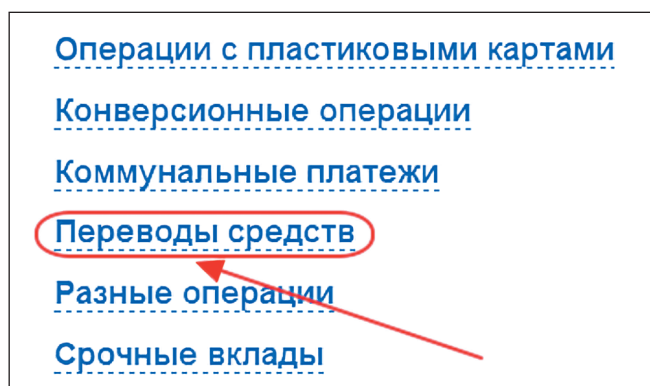 Операции с пластиковыми картами
Конверсионные операции
Коммунальные платежи
Переводы средств
Разные операции
Срочные вклады